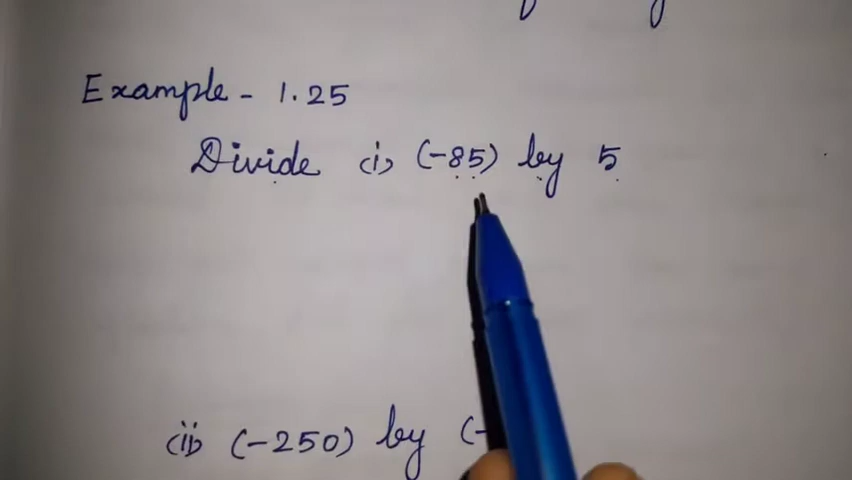 Example - 1.25
Divide (i) (-85) by 5
(ii) (-250) by (-